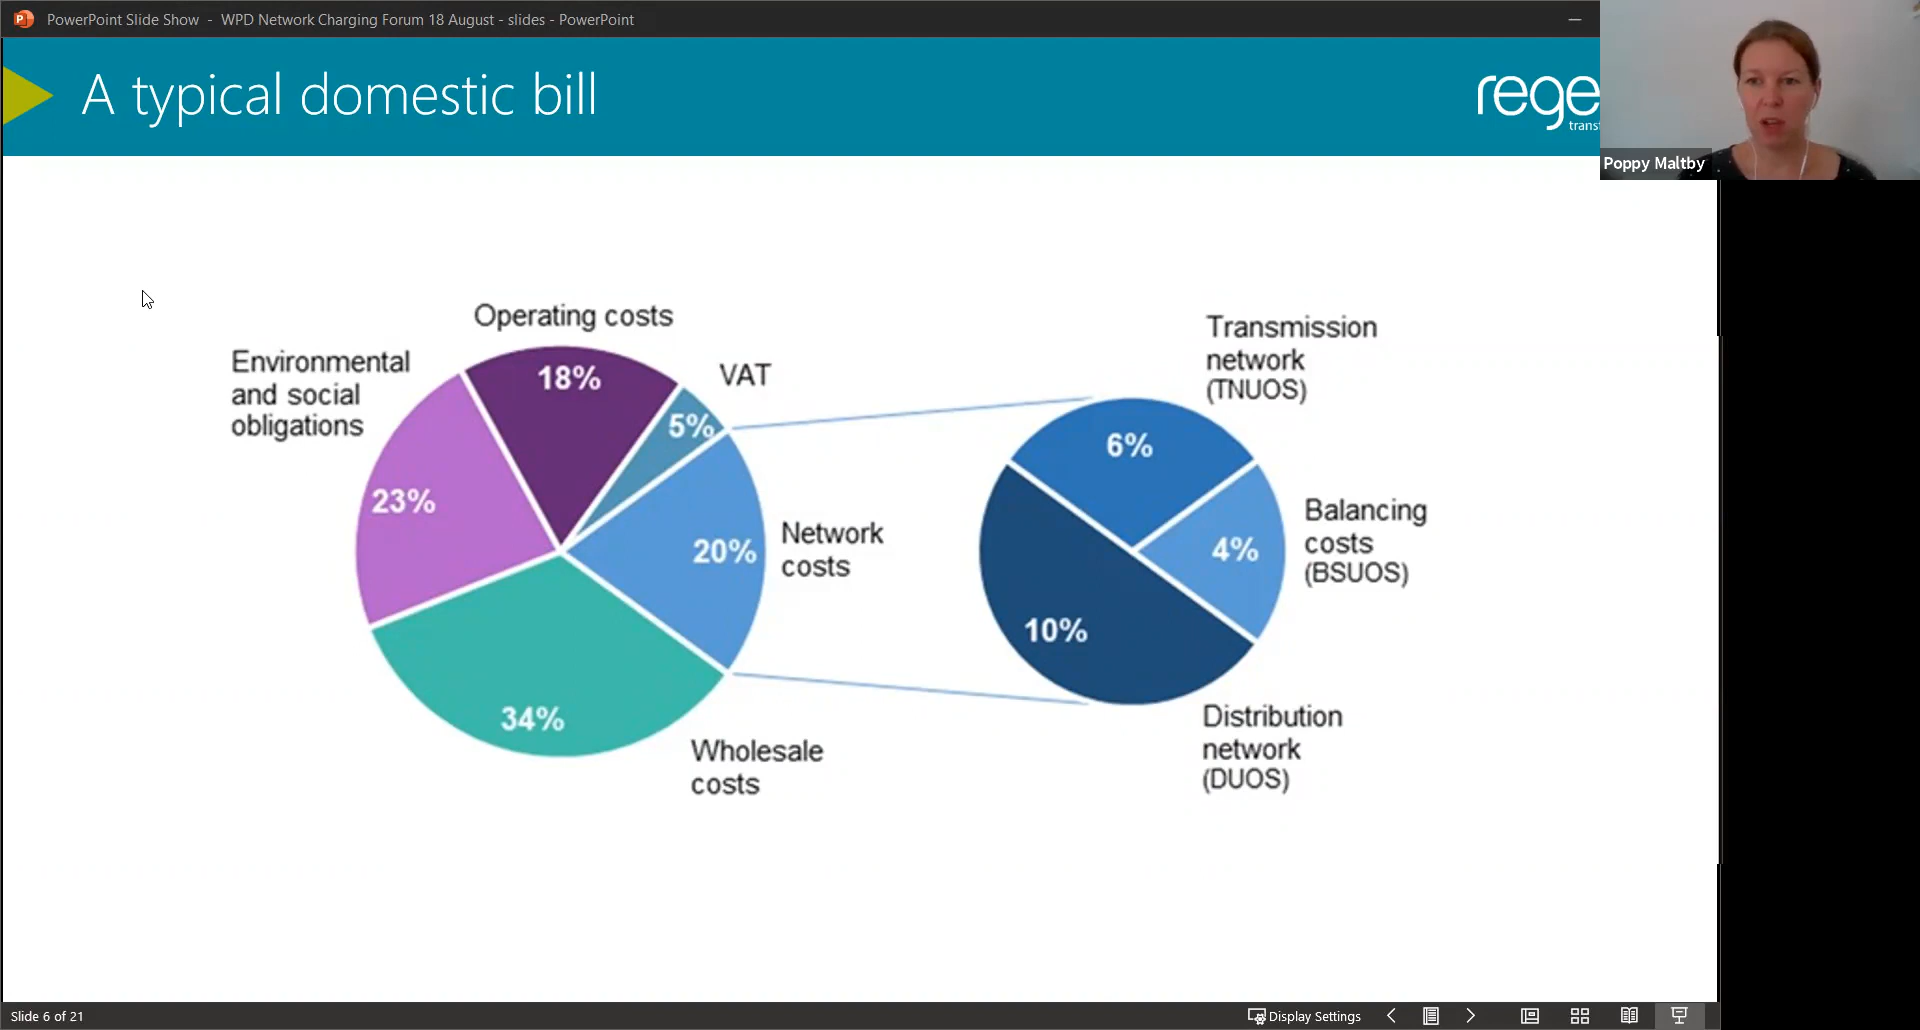 PowerPoint Slide Show - WPD Network Charging Forum 18 August - slides - PowerPoint
A typical domestic bill
rege
trans
Poppy Maltby
Operating costs
18%
VAT
5%
Environmental
and social
obligations
23%
Network
costs
20%
34%
Wholesale
costs
Transmission
network
(TNUOS)
6%
Balancing
costs
(BSUOS)
4%
10%
Distribution
network
(DUOS)
Slide 6 of 21
Display Settings